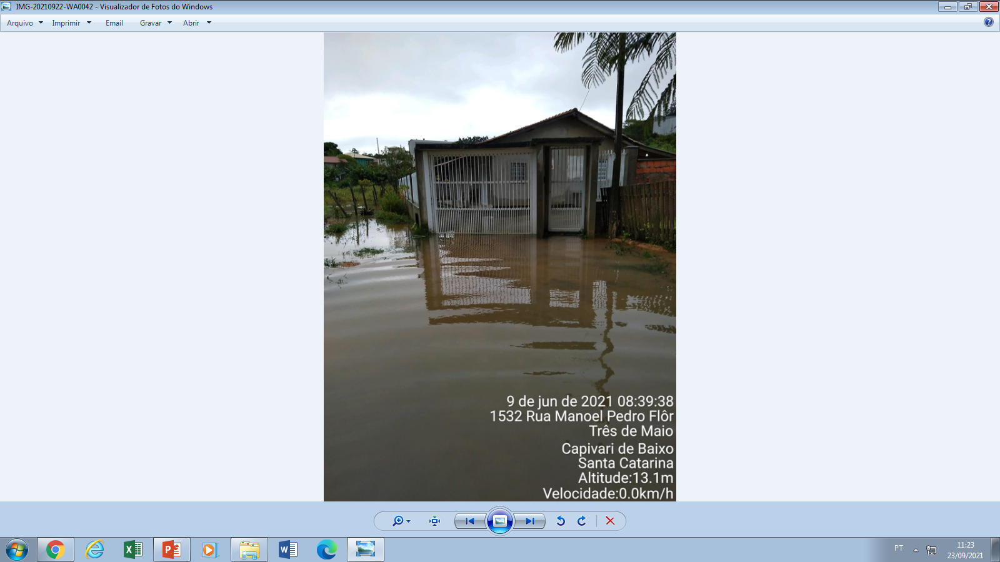 IMG-20210922-WA0042 - Visualizador de Fotos do Windows
Arquivo Imprimir Email Gravar Abrir
9 de jun de 2021 08:39:38
1532 Rua Manoel Pedro Flôr
Três de Maio
Capivari de Baixo
Santa Catarina
Altitude:13.1m
Velocidade:0.0km/h
PT
11:23
23/09/2021